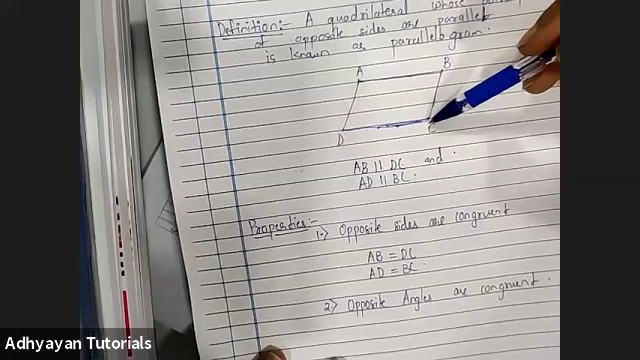 Definition:- A quadrilateral whose
of opposite sides are parallel
is known as parallelogram.
A
B
D
C
AB || DC and
AD || BC.
Properties:-
1.> Opposite sides are congruent
AB = DC
AD = BC.
2.> Opposite Angles are congruent.
Adhyayan Tutorials